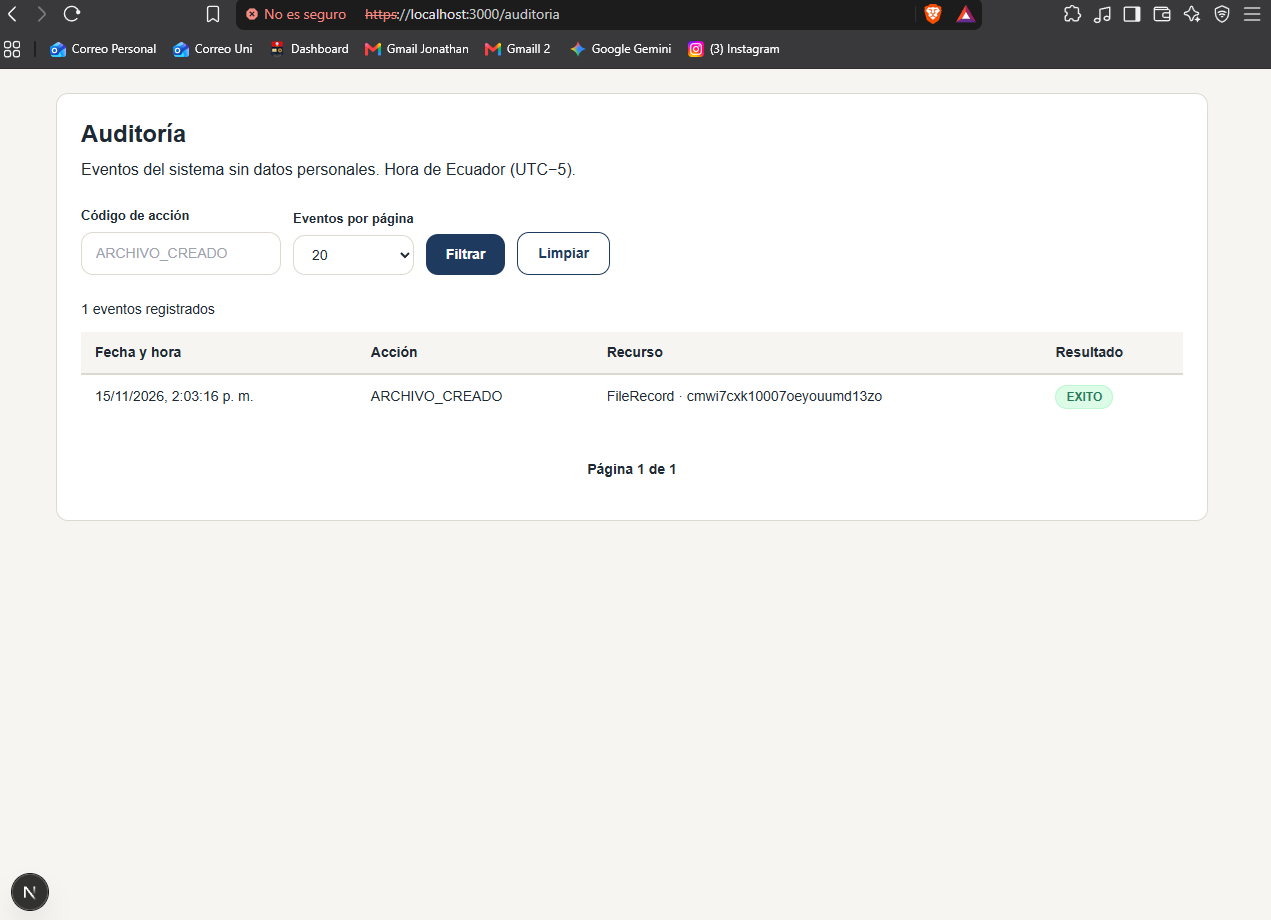 No es seguro https://localhost:3000/auditoria
Correo Personal Correo Uni Dashboard Gmail Jonathan Gmaill 2 Google Gemini (3) Instagram
Auditoría
Eventos del sistema sin datos personales. Hora de Ecuador (UTC−5).
Código de acción Eventos por página
ARCHIVO_CREADO 20 Filtrar Limpiar
1 eventos registrados
Fecha y hora Acción Recurso Resultado
15/11/2026, 2:03:16 p. m. ARCHIVO_CREADO FileRecord · cmwi7cxk10007oeyouumd13zo EXITO
Página 1 de 1
N